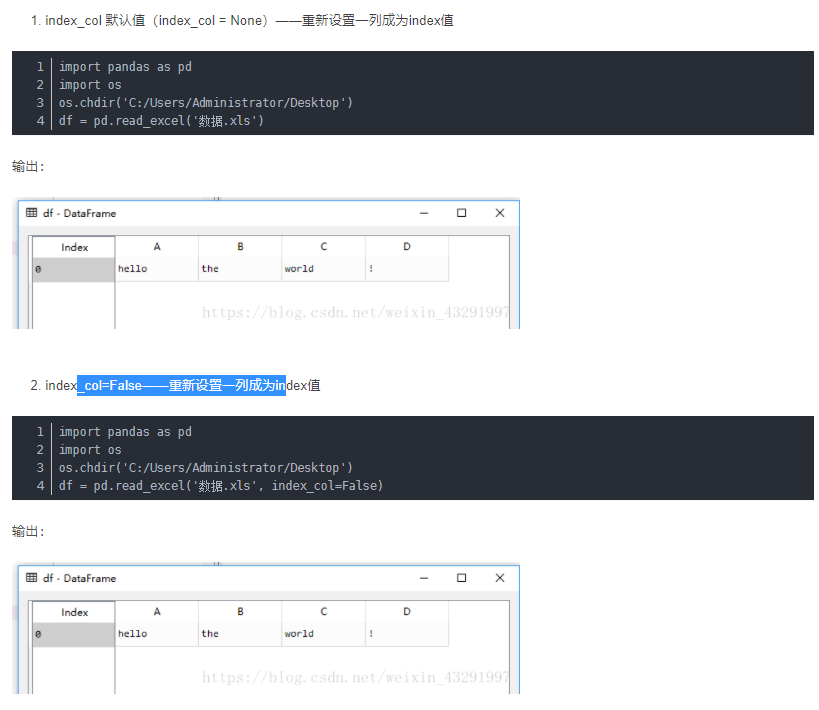 1. index_col 默认值（index_col = None）——重新设置一列成为index值
1 import pandas as pd
2 import os
3 os.chdir('C:/Users/Administrator/Desktop')
4 df = pd.read_excel('数据.xls')
输出：
df - DataFrame
Index A B C D
0 hello the world !
https://blog.csdn.net/weixin_43291997
2. index_col=False——重新设置一列成为index值
1 import pandas as pd
2 import os
3 os.chdir('C:/Users/Administrator/Desktop')
4 df = pd.read_excel('数据.xls', index_col=False)
输出：
df - DataFrame
Index A B C D
0 hello the world !
https://blog.csdn.net/weixin_43291997